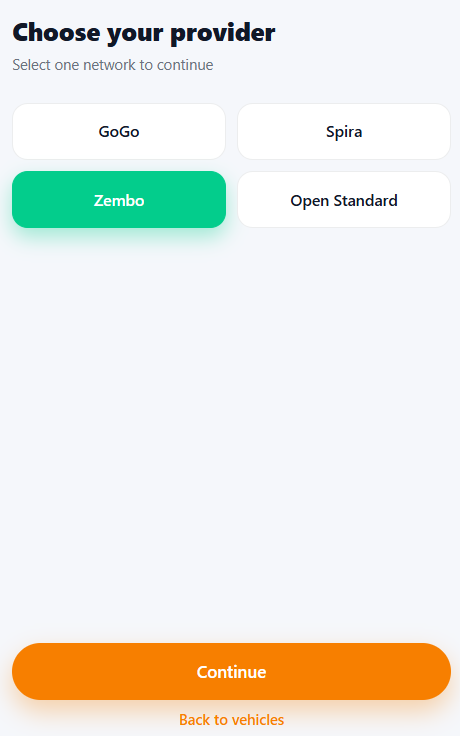 Choose your provider
Select one network to continue
GoGo
Spira
Zembo
Open Standard
Continue
Back to vehicles